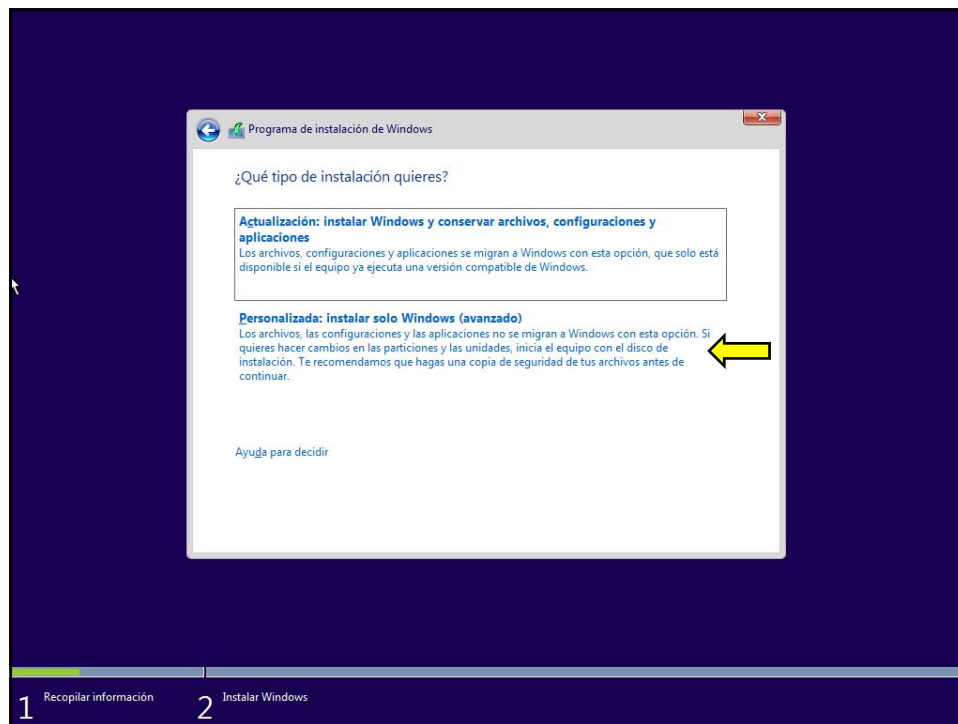 Programa de instalación de Windows
¿Qué tipo de instalación quieres?
Actualización: instalar Windows y conservar archivos, configuraciones y
aplicaciones
Los archivos, configuraciones y aplicaciones se migran a Windows con esta opción, que solo está
disponible si el equipo ya ejecuta una versión compatible de Windows.
Personalizada: instalar solo Windows (avanzado)
Los archivos, las configuraciones y las aplicaciones no se migran a Windows con esta opción. Si
quieres hacer cambios en las particiones y las unidades, inicia el equipo con el disco de
instalación. Te recomendamos que hagas una copia de seguridad de tus archivos antes de
continuar.
Ayuda para decidir
1 Recopilar información
2 Instalar Windows